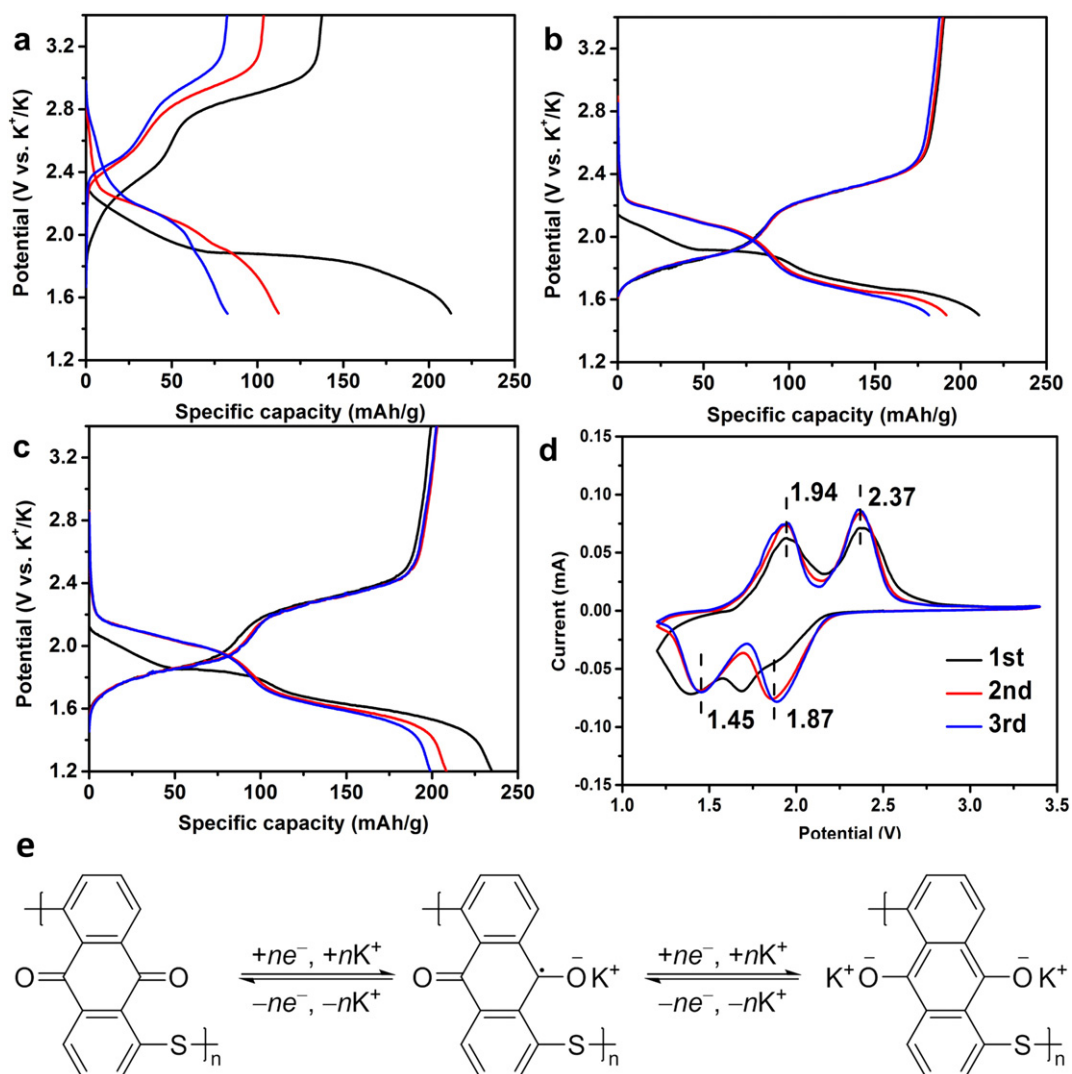 a
3.2
2.8
2.4
2.0
1.6
1.2
Potential (V vs. K⁺/K)
0 50 100 150 200 250
Specific capacity (mAh/g)
b
3.2
2.8
2.4
2.0
1.6
1.2
Potential (V vs. K⁺/K)
0 50 100 150 200 250
Specific capacity (mAh/g)
c
3.2
2.8
2.4
2.0
1.6
1.2
Potential (V vs. K⁺/K)
0 50 100 150 200 250
Specific capacity (mAh/g)
d
0.15
0.10
0.05
0.00
-0.05
-0.10
-0.15
Current (mA)
1.94 2.37
1.45 1.87
1st
2nd
3rd
1.0 1.5 2.0 2.5 3.0 3.5
Potential (V)
e
O O S n
+ne⁻, +nK⁺
−ne⁻, −nK⁺
O O⁻ K⁺ S n
+ne⁻, +nK⁺
−ne⁻, −nK⁺
K⁺ ⁻O O⁻ K⁺ S n